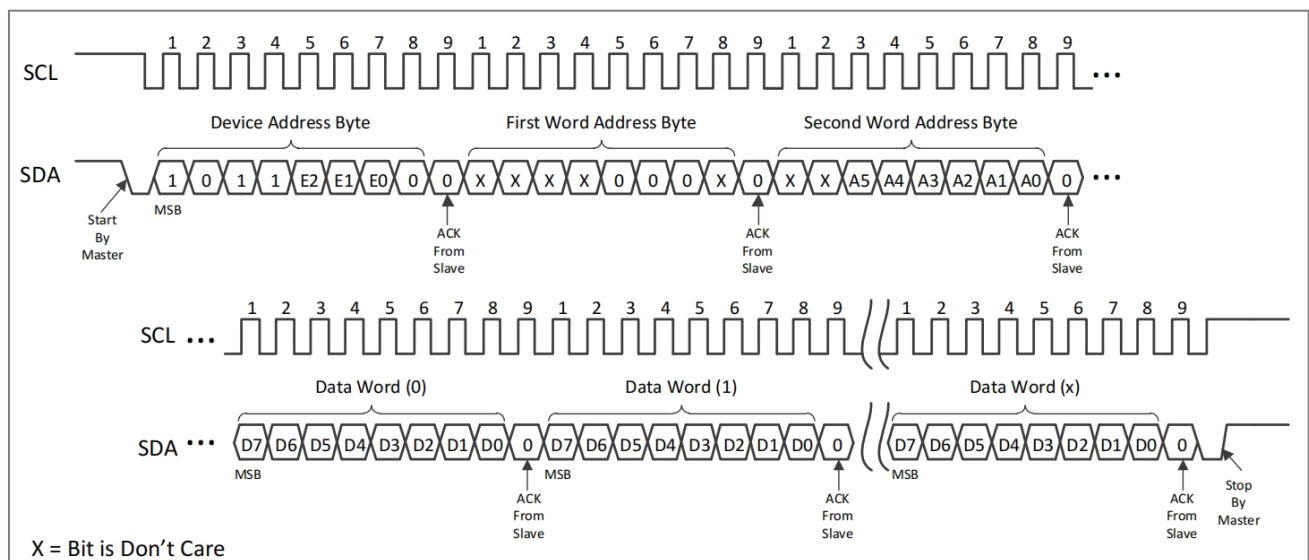 1 2 3 4 5 6 7 8 9 1 2 3 4 5 6 7 8 9 1 2 3 4 5 6 7 8 9
SCL
Device Address Byte First Word Address Byte Second Word Address Byte
SDA 1 0 1 1 E2 E1 E0 0 0 X X X X 0 0 0 X 0 X X A5 A4 A3 A2 A1 A0 0
MSB
Start
By
Master
ACK
From
Slave
ACK
From
Slave
ACK
From
Slave
1 2 3 4 5 6 7 8 9 1 2 3 4 5 6 7 8 9 1 2 3 4 5 6 7 8 9
SCL
Data Word (0) Data Word (1) Data Word (x)
SDA D7 D6 D5 D4 D3 D2 D1 D0 0 D7 D6 D5 D4 D3 D2 D1 D0 0 D7 D6 D5 D4 D3 D2 D1 D0 0
MSB MSB MSB
ACK
From
Slave
ACK
From
Slave
ACK
From
Slave
Stop
By
Master
X = Bit is Don’t Care